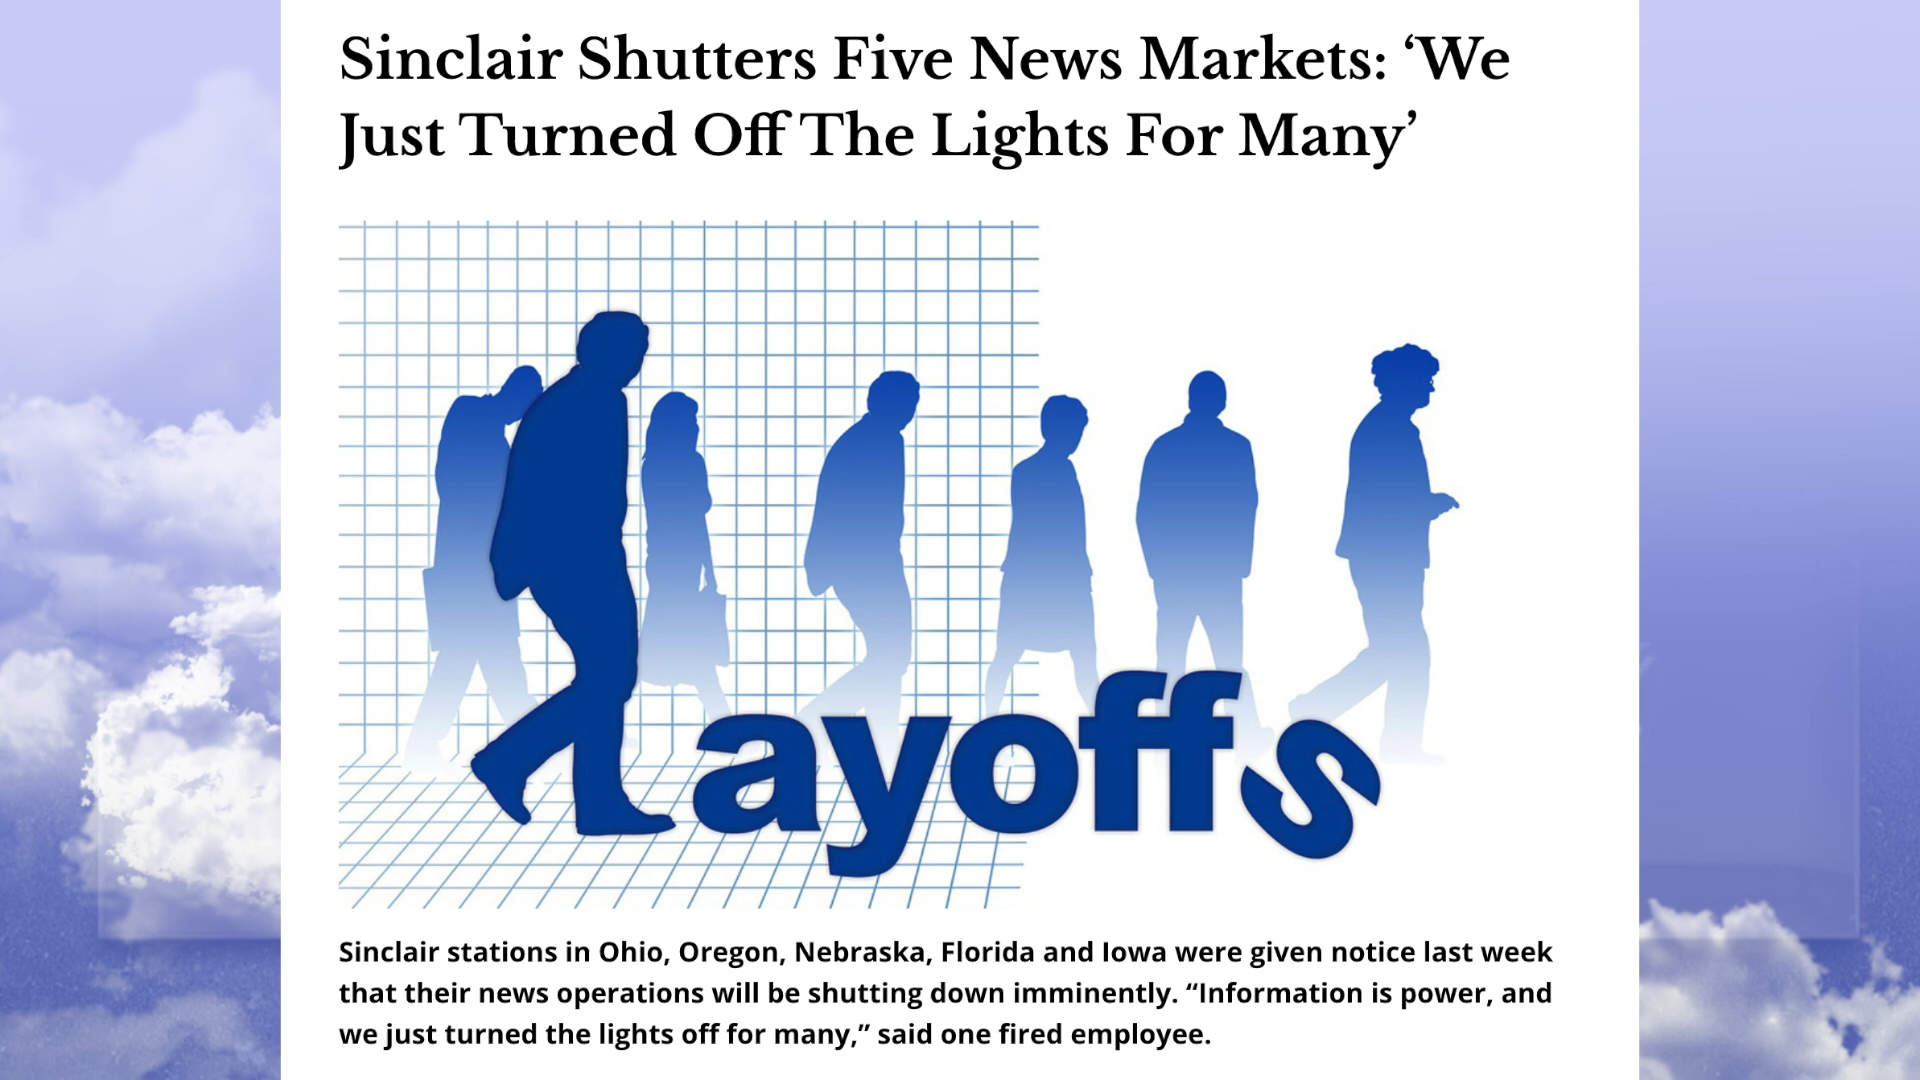 Sinclair Shutters Five News Markets: ‘We
Just Turned Off The Lights For Many’
Layoffs
Sinclair stations in Ohio, Oregon, Nebraska, Florida and Iowa were given notice last week
that their news operations will be shutting down imminently. “Information is power, and
we just turned the lights off for many,” said one fired employee.